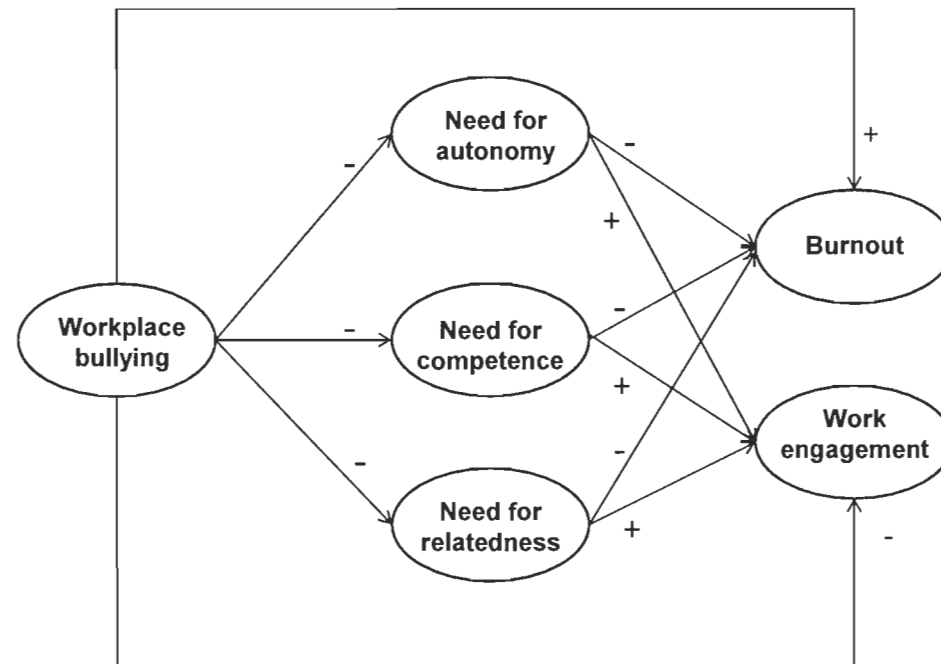 Need for
autonomy
-
-
+
+
Burnout
Workplace
bullying
-
Need for
competence
-
+
Work
engagement
-
-
Need for
relatedness
+
-